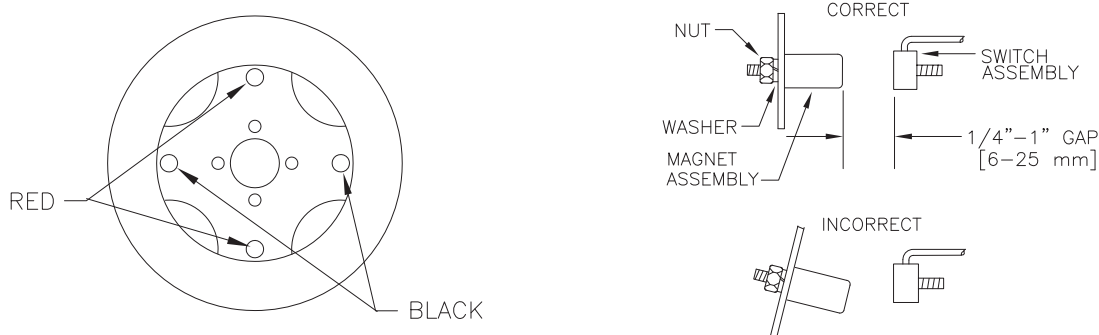 RED
BLACK
CORRECT
NUT
SWITCH
ASSEMBLY
WASHER
1/4"-1" GAP
[6-25 mm]
MAGNET
ASSEMBLY
INCORRECT